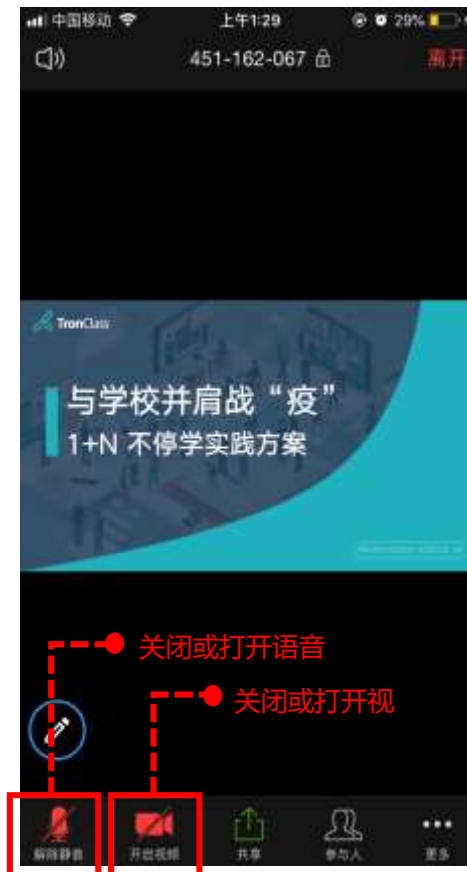 中国移动 上午1:29 29%
451-162-067 离开
TronClass
与学校并肩战“疫”
1+N 不停学实践方案
关闭或打开语音
关闭或打开视
解除静音 开启视频 共享 参与人 更多